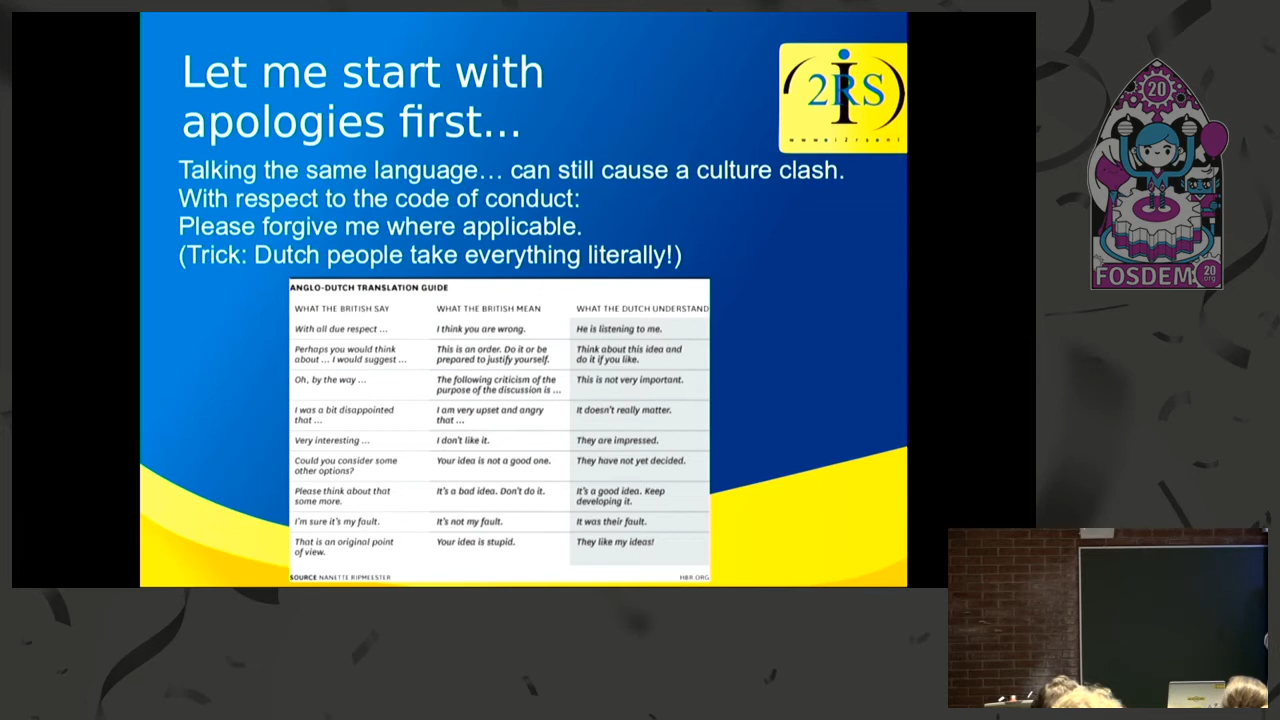 Let me start with
apologies first...
i2RS
www.i2rs.nl
Talking the same language... can still cause a culture clash.
With respect to the code of conduct:
Please forgive me where applicable.
(Trick: Dutch people take everything literally!)
ANGLO-DUTCH TRANSLATION GUIDE
WHAT THE BRITISH SAY WHAT THE BRITISH MEAN WHAT THE DUTCH UNDERSTAND
With all due respect ... I think you are wrong. He is listening to me.
Perhaps you would think This is an order. Do it or be Think about this idea and
about ... I would suggest ... prepared to justify yourself. do it if you like.
Oh, by the way ... The following criticism of the This is not very important.
purpose of the discussion is ...
I was a bit disappointed I am very upset and angry It doesn't really matter.
that ... that ...
Very interesting ... I don't like it. They are impressed.
Could you consider some Your idea is not a good one. They have not yet decided.
other options?
Please think about that It's a bad idea. Don't do it. It's a good idea. Keep
some more. developing it.
I'm sure it's my fault. It's not my fault. It was their fault.
That is an original point Your idea is stupid. They like my ideas!
of view.
SOURCE NANETTE RIPMEESTER HBR.ORG
20
FOSDEM
20
.org